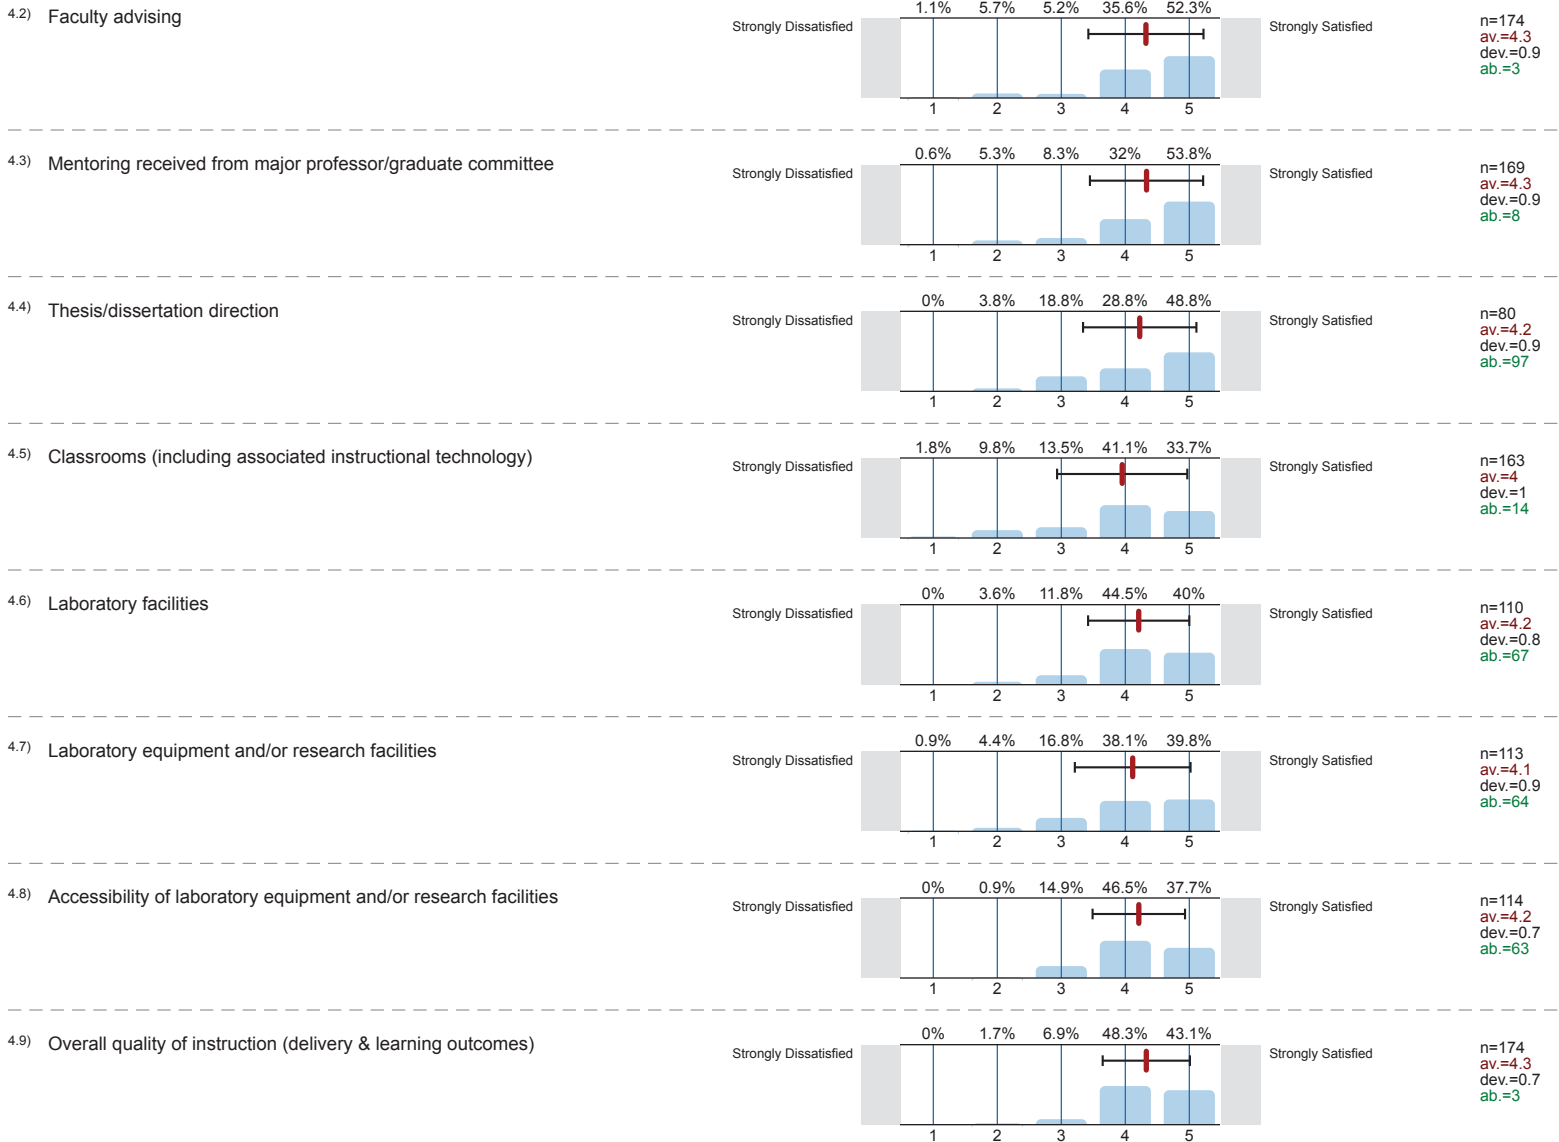 4.2) Faculty advising
1.1% 5.7% 5.2% 35.6% 52.3%
Strongly Dissatisfied Strongly Satisfied
n=174
av.=4.3
dev.=0.9
ab.=3
1 2 3 4 5
4.3) Mentoring received from major professor/graduate committee
0.6% 5.3% 8.3% 32% 53.8%
Strongly Dissatisfied Strongly Satisfied
n=169
av.=4.3
dev.=0.9
ab.=8
1 2 3 4 5
4.4) Thesis/dissertation direction
0% 3.8% 18.8% 28.8% 48.8%
Strongly Dissatisfied Strongly Satisfied
n=80
av.=4.2
dev.=0.9
ab.=97
1 2 3 4 5
4.5) Classrooms (including associated instructional technology)
1.8% 9.8% 13.5% 41.1% 33.7%
Strongly Dissatisfied Strongly Satisfied
n=163
av.=4
dev.=1
ab.=14
1 2 3 4 5
4.6) Laboratory facilities
0% 3.6% 11.8% 44.5% 40%
Strongly Dissatisfied Strongly Satisfied
n=110
av.=4.2
dev.=0.8
ab.=67
1 2 3 4 5
4.7) Laboratory equipment and/or research facilities
0.9% 4.4% 16.8% 38.1% 39.8%
Strongly Dissatisfied Strongly Satisfied
n=113
av.=4.1
dev.=0.9
ab.=64
1 2 3 4 5
4.8) Accessibility of laboratory equipment and/or research facilities
0% 0.9% 14.9% 46.5% 37.7%
Strongly Dissatisfied Strongly Satisfied
n=114
av.=4.2
dev.=0.7
ab.=63
1 2 3 4 5
4.9) Overall quality of instruction (delivery & learning outcomes)
0% 1.7% 6.9% 48.3% 43.1%
Strongly Dissatisfied Strongly Satisfied
n=174
av.=4.3
dev.=0.7
ab.=3
1 2 3 4 5